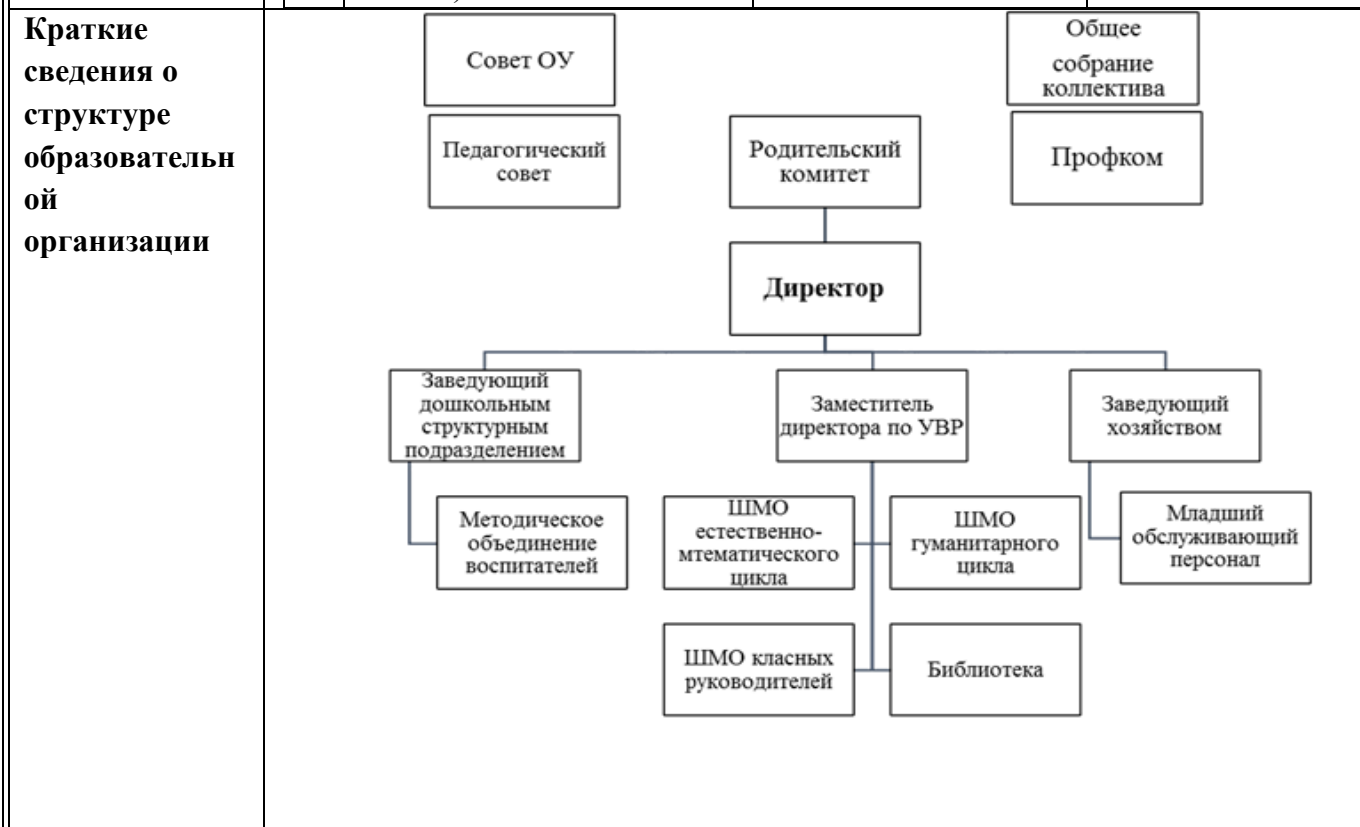 Краткие
сведения о
структуре
образовательн
ой
организации
Совет ОУ
Общее
собрание
коллектива
Педагогический
совет
Родительский
комитет
Профком
Директор
Заведующий
дошкольным
структурным
подразделением
Заместитель
директора по УВР
Заведующий
хозяйством
Методическое
объединение
воспитателей
ШМО
естественно-
мтематического
цикла
ШМО
гуманитарного
цикла
Младший
обслуживающий
персонал
ШМО класных
руководителей
Библиотека